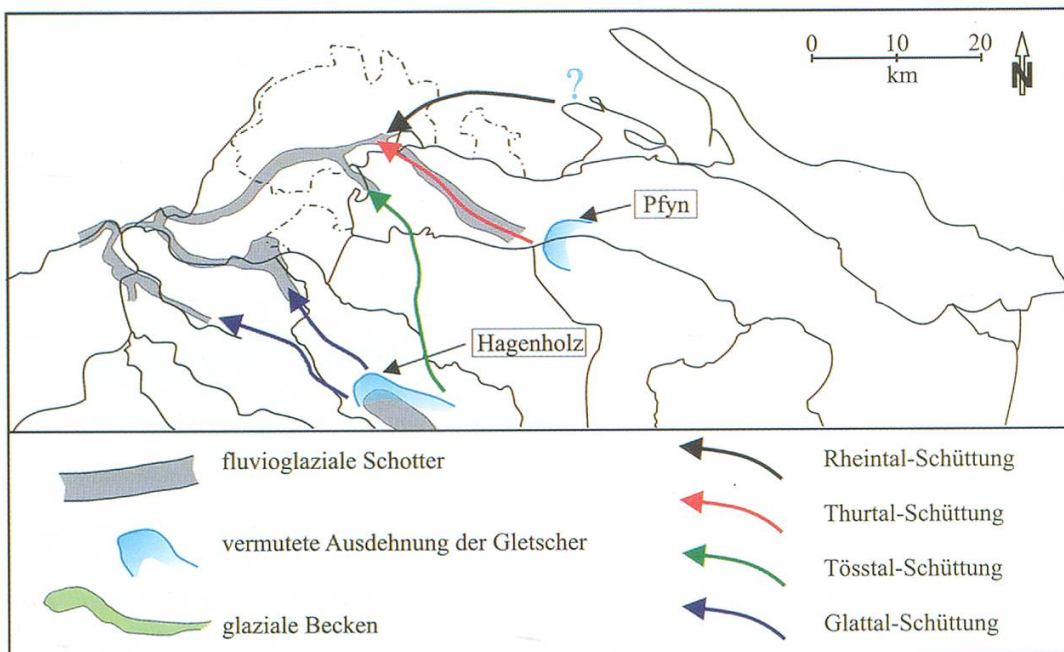 0 10 20
km
N
?
Pfyn
Hagenholz
fluvioglaziale Schotter
vermutete Ausdehnung der Gletscher
glaziale Becken
Rheintal-Schüttung
Thurtal-Schüttung
Tösstal-Schüttung
Glattal-Schüttung